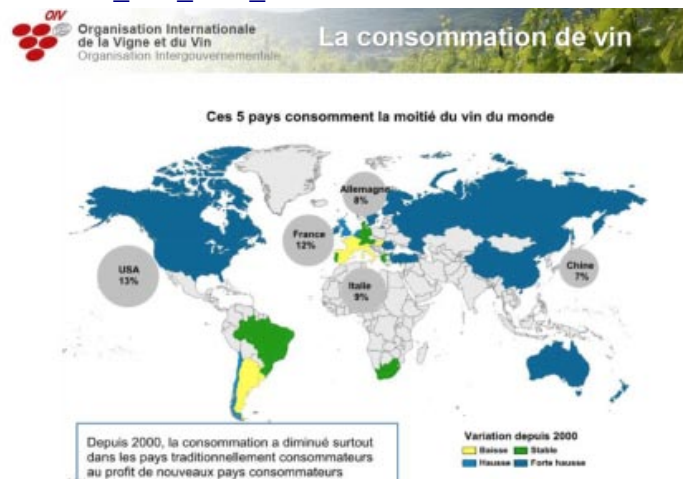 OIV
Organisation Internationale
de la Vigne et du Vin
Organisation Intergouvernementale
La consommation de vin
Ces 5 pays consomment la moitié du vin du monde
Allemagne
8%
France
12%
USA
13%
Chine
7%
Italie
9%
Depuis 2000, la consommation a diminué surtout
dans les pays traditionnellement consommateurs
au profit de nouveaux pays consommateurs
Variation depuis 2000
Baisse Stable
Hausse Forte hausse